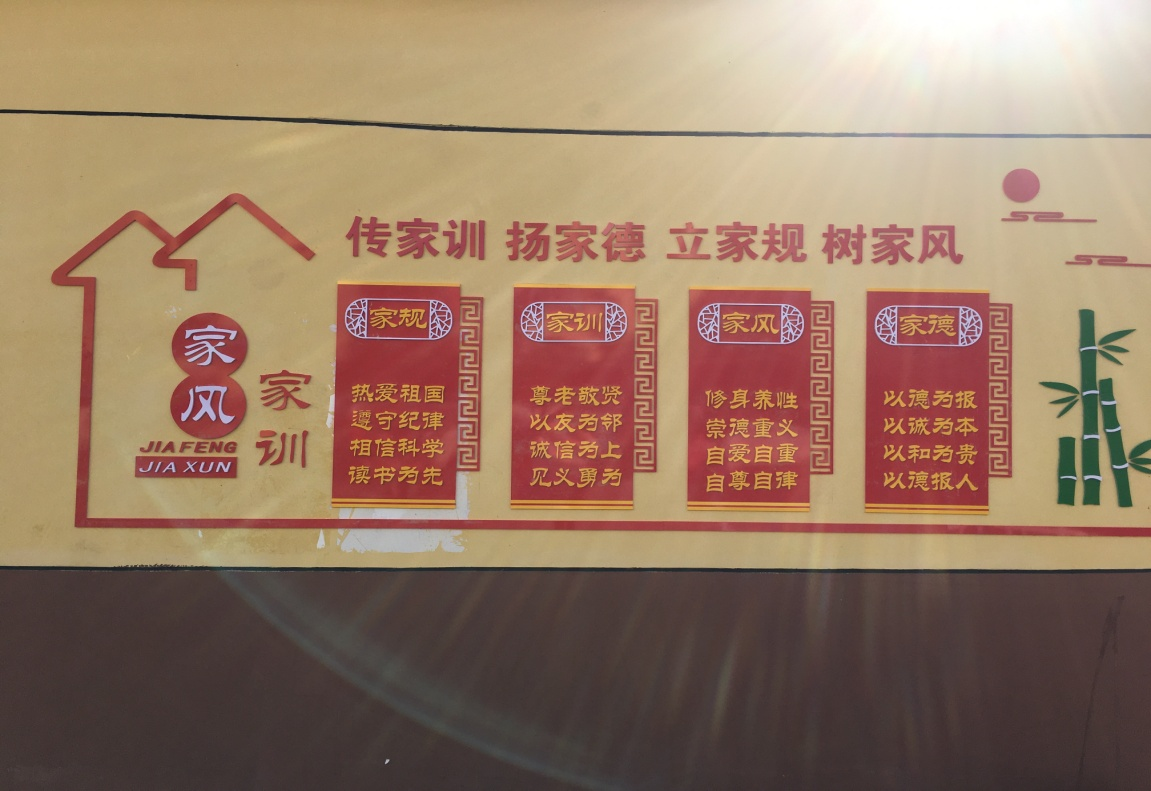 传家训 扬家德 立家规 树家风
家风
家训
JIAFENG
JIA XUN
家规
热爱祖国
遵守纪律
相信科学
读书为先
家训
尊老敬贤
以友为邻
诚信为上
见义勇为
家风
修身养性
崇德重义
自爱自重
自尊自律
家德
以德为报
以诚为本
以和为贵
以德报人